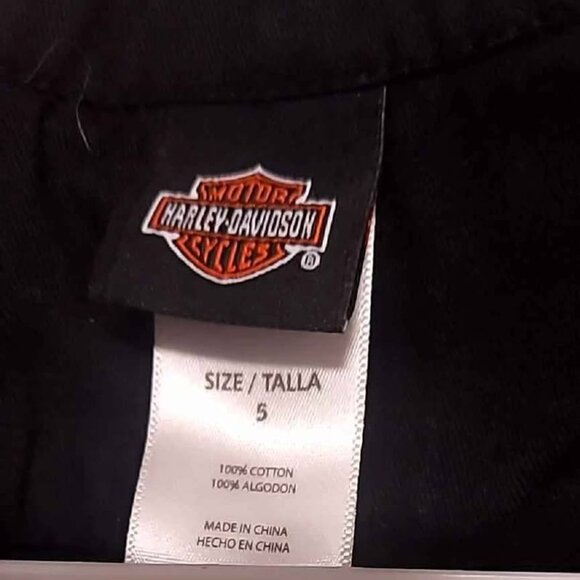 MOTOR
HARLEY-DAVIDSON
CYCLES
®
SIZE / TALLA
5
100% COTTON
100% ALGODON
MADE IN CHINA
HECHO EN CHINA